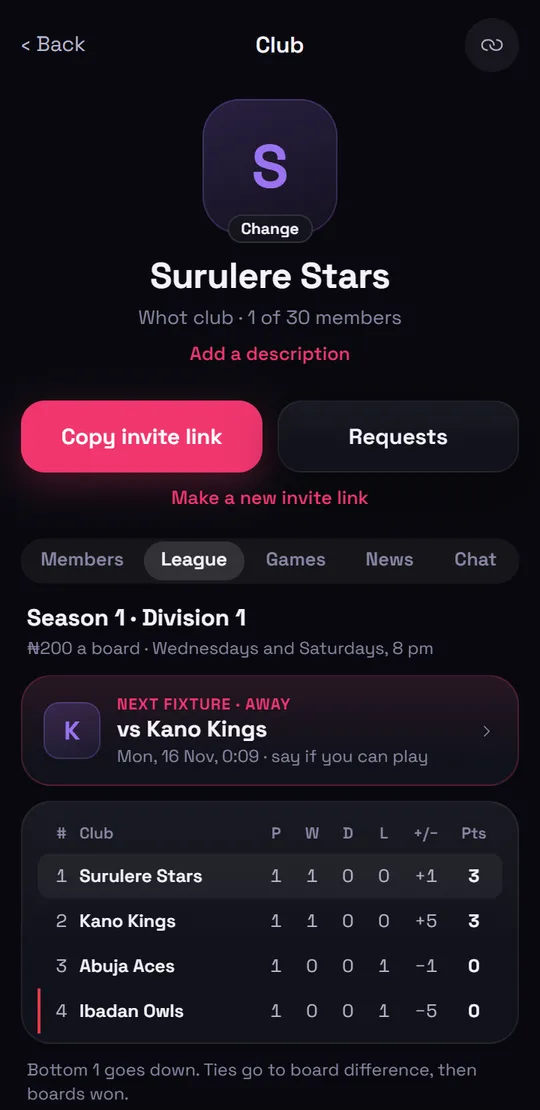 < Back
Club
S
Change
Surulere Stars
Whot club · 1 of 30 members
Add a description
Copy invite link
Requests
Make a new invite link
Members League Games News Chat
Season 1 · Division 1
₦200 a board · Wednesdays and Saturdays, 8 pm
NEXT FIXTURE · AWAY
K
vs Kano Kings
Mon, 16 Nov, 0:09 · say if you can play
# Club P W D L +/− Pts
1 Surulere Stars 1 1 0 0 +1 3
2 Kano Kings 1 1 0 0 +5 3
3 Abuja Aces 1 0 0 1 −1 0
4 Ibadan Owls 1 0 0 1 −5 0
Bottom 1 goes down. Ties go to board difference, then
boards won.